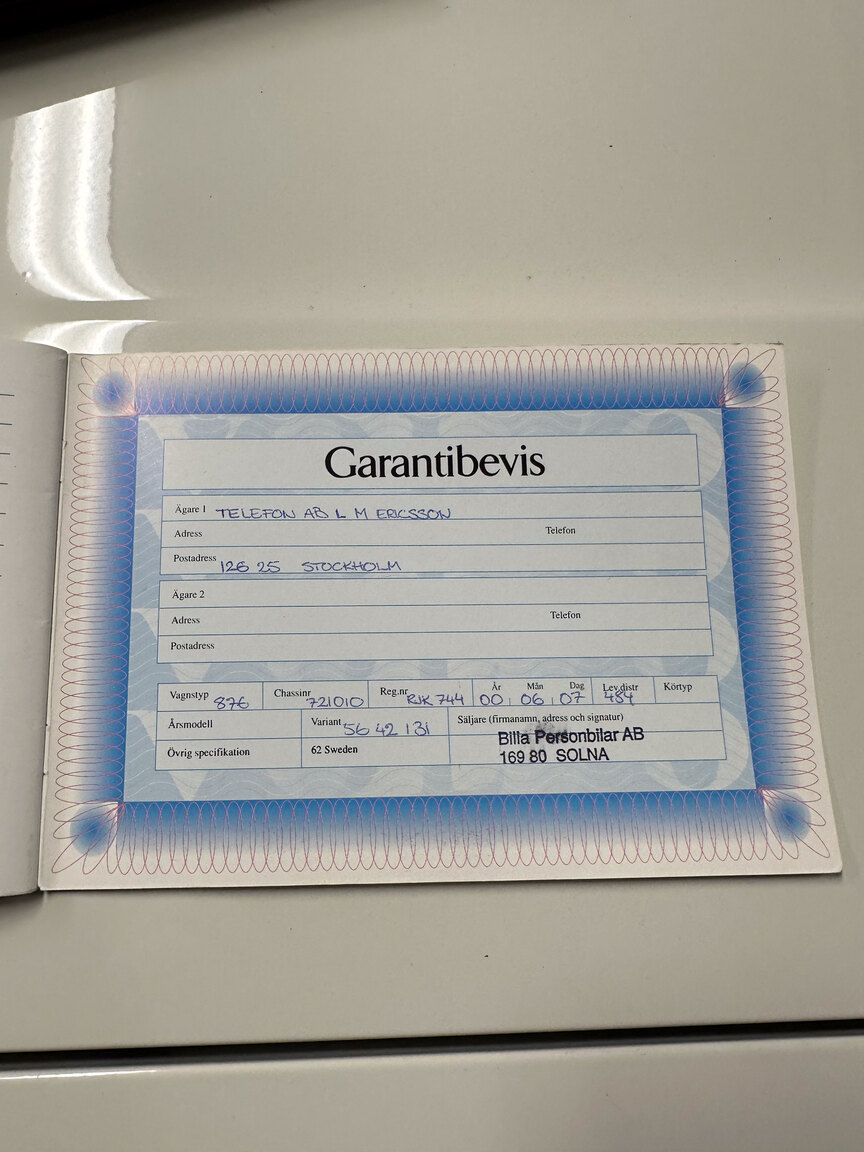 Garantibevis
Ägare 1 TELEFON AB L M ERICSSON
Adress Telefon
Postadress 126 25 STOCKHOLM
Ägare 2
Adress Telefon
Postadress
Vagnstyp 876 Chassinr 721010 Reg.nr RJK 744 År 00 Mån 06 Dag 07 Lev.distr 484 Körtyp
Årsmodell Variant 56 42 131 Säljare (firmanamn, adress och signatur)
Övrig specifikation 62 Sweden Billa Personbilar AB
169 80 SOLNA